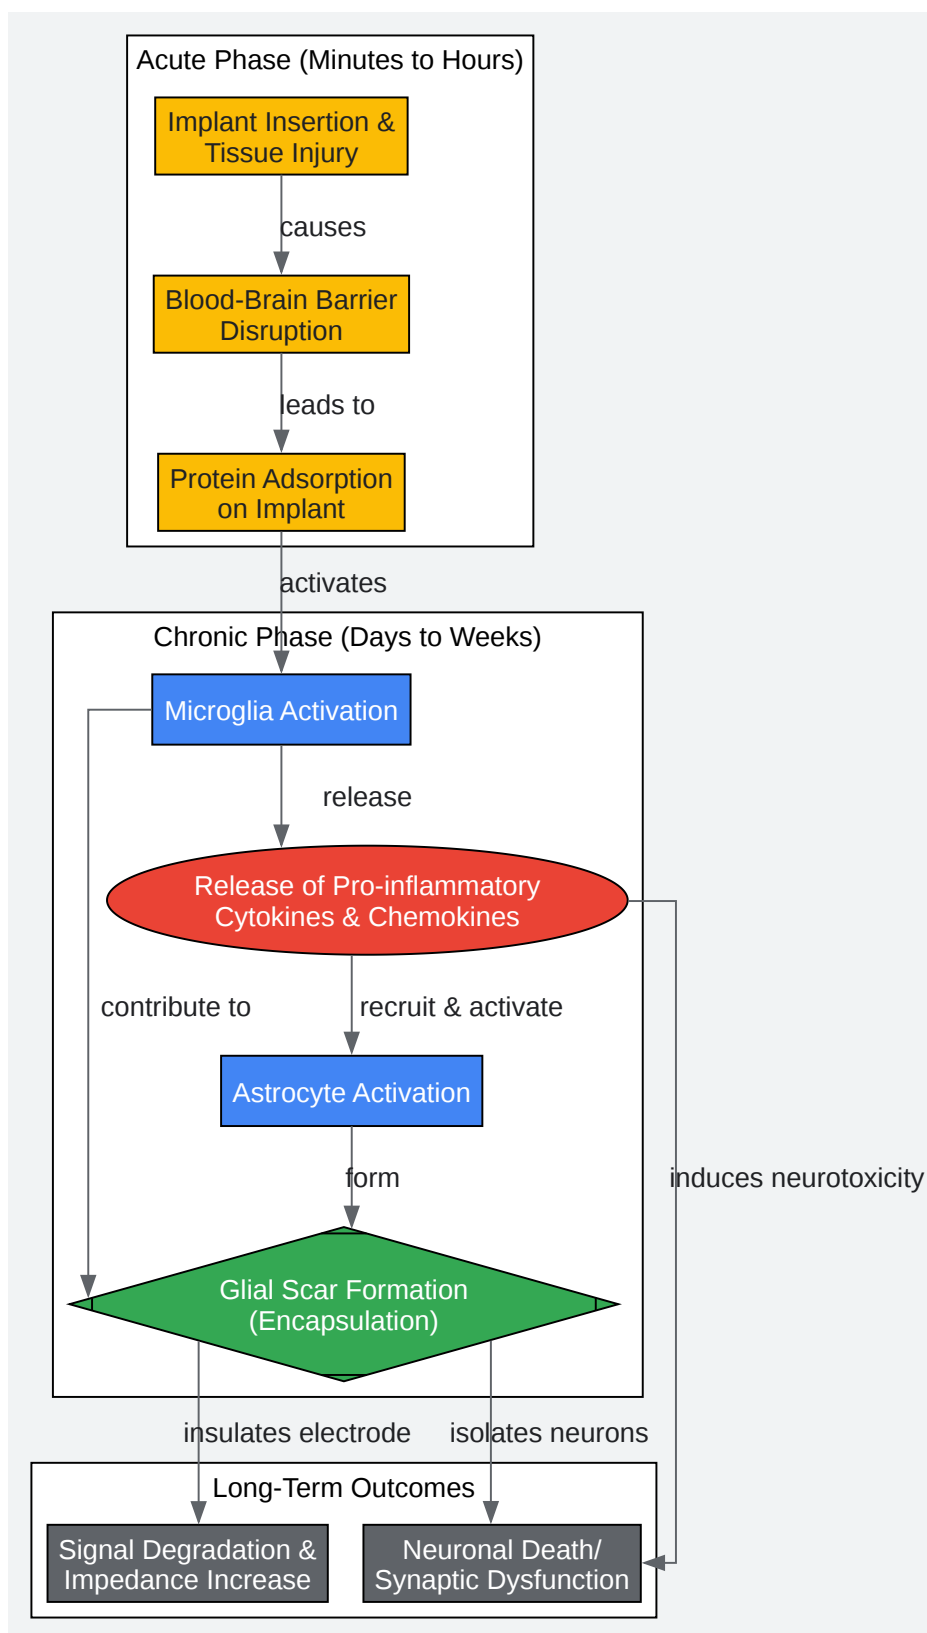 Acute Phase (Minutes to Hours)
Implant Insertion &
Tissue Injury
causes
Blood-Brain Barrier
Disruption
leads to
Protein Adsorption
on Implant
activates
Chronic Phase (Days to Weeks)
Microglia Activation
release
Release of Pro-inflammatory
Cytokines & Chemokines
contribute to
recruit & activate
Astrocyte Activation
form
induces neurotoxicity
Glial Scar Formation
(Encapsulation)
insulates electrode
isolates neurons
Long-Term Outcomes
Signal Degradation &
Impedance Increase
Neuronal Death/
Synaptic Dysfunction